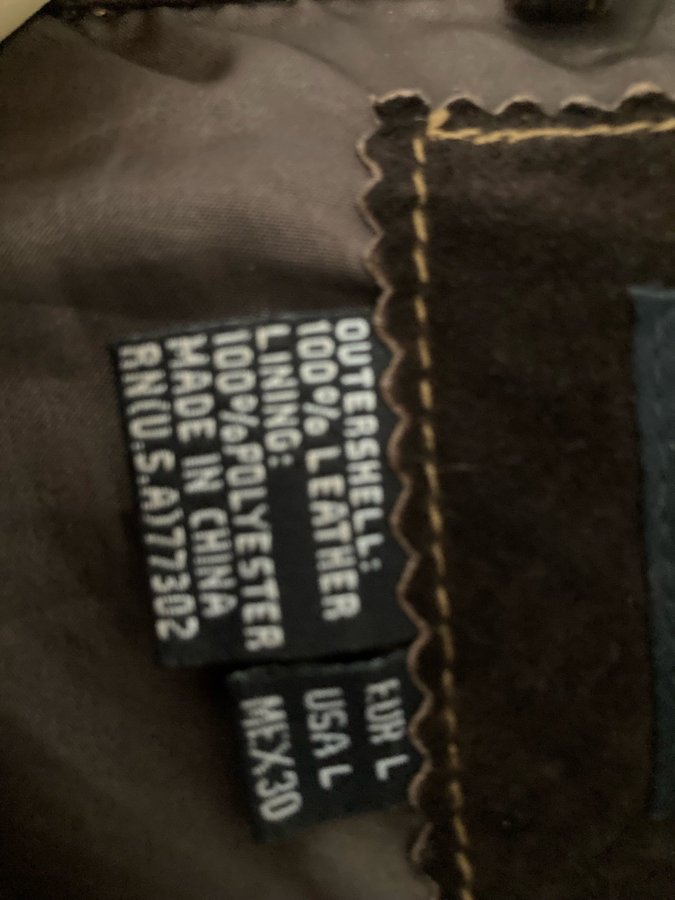 OUTERSHELL:
100% LEATHER
LINING:
100%POLYESTER
MADE IN CHINA
RN(U.S.A)77302
EUR L
USA L
MEX30